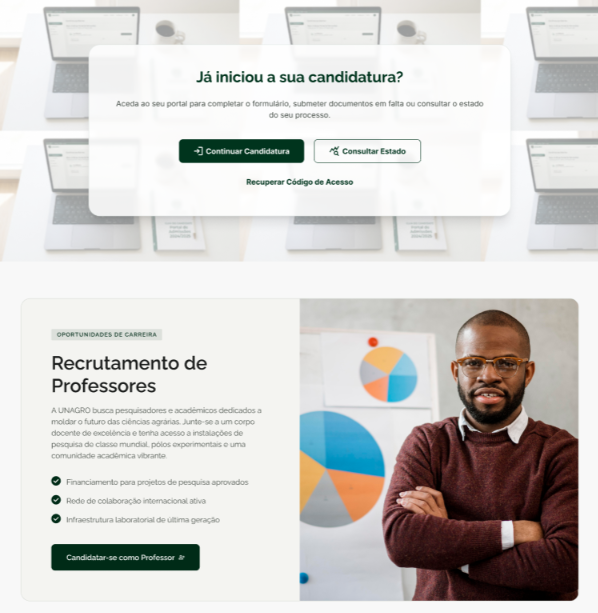 Já iniciou a sua candidatura?
Aceda ao seu portal para completar o formulário, submeter documentos em falta ou consultar o estado
do seu processo.
Continuar Candidatura
Consultar Estado
Recuperar Código de Acesso
OPORTUNIDADES DE CARREIRA
Recrutamento de
Professores
A UNAGRO busca pesquisadores e acadêmicos dedicados a
moldar o futuro das ciências agrárias. Junte-se a um corpo
docente de excelência e tenha acesso a instalações de
pesquisa de classe mundial, pólos experimentais e uma
comunidade acadêmica vibrante.
Financiamento para projetos de pesquisa aprovados
Rede de colaboração internacional ativa
Infraestrutura laboratorial de última geração
Candidatar-se como Professor